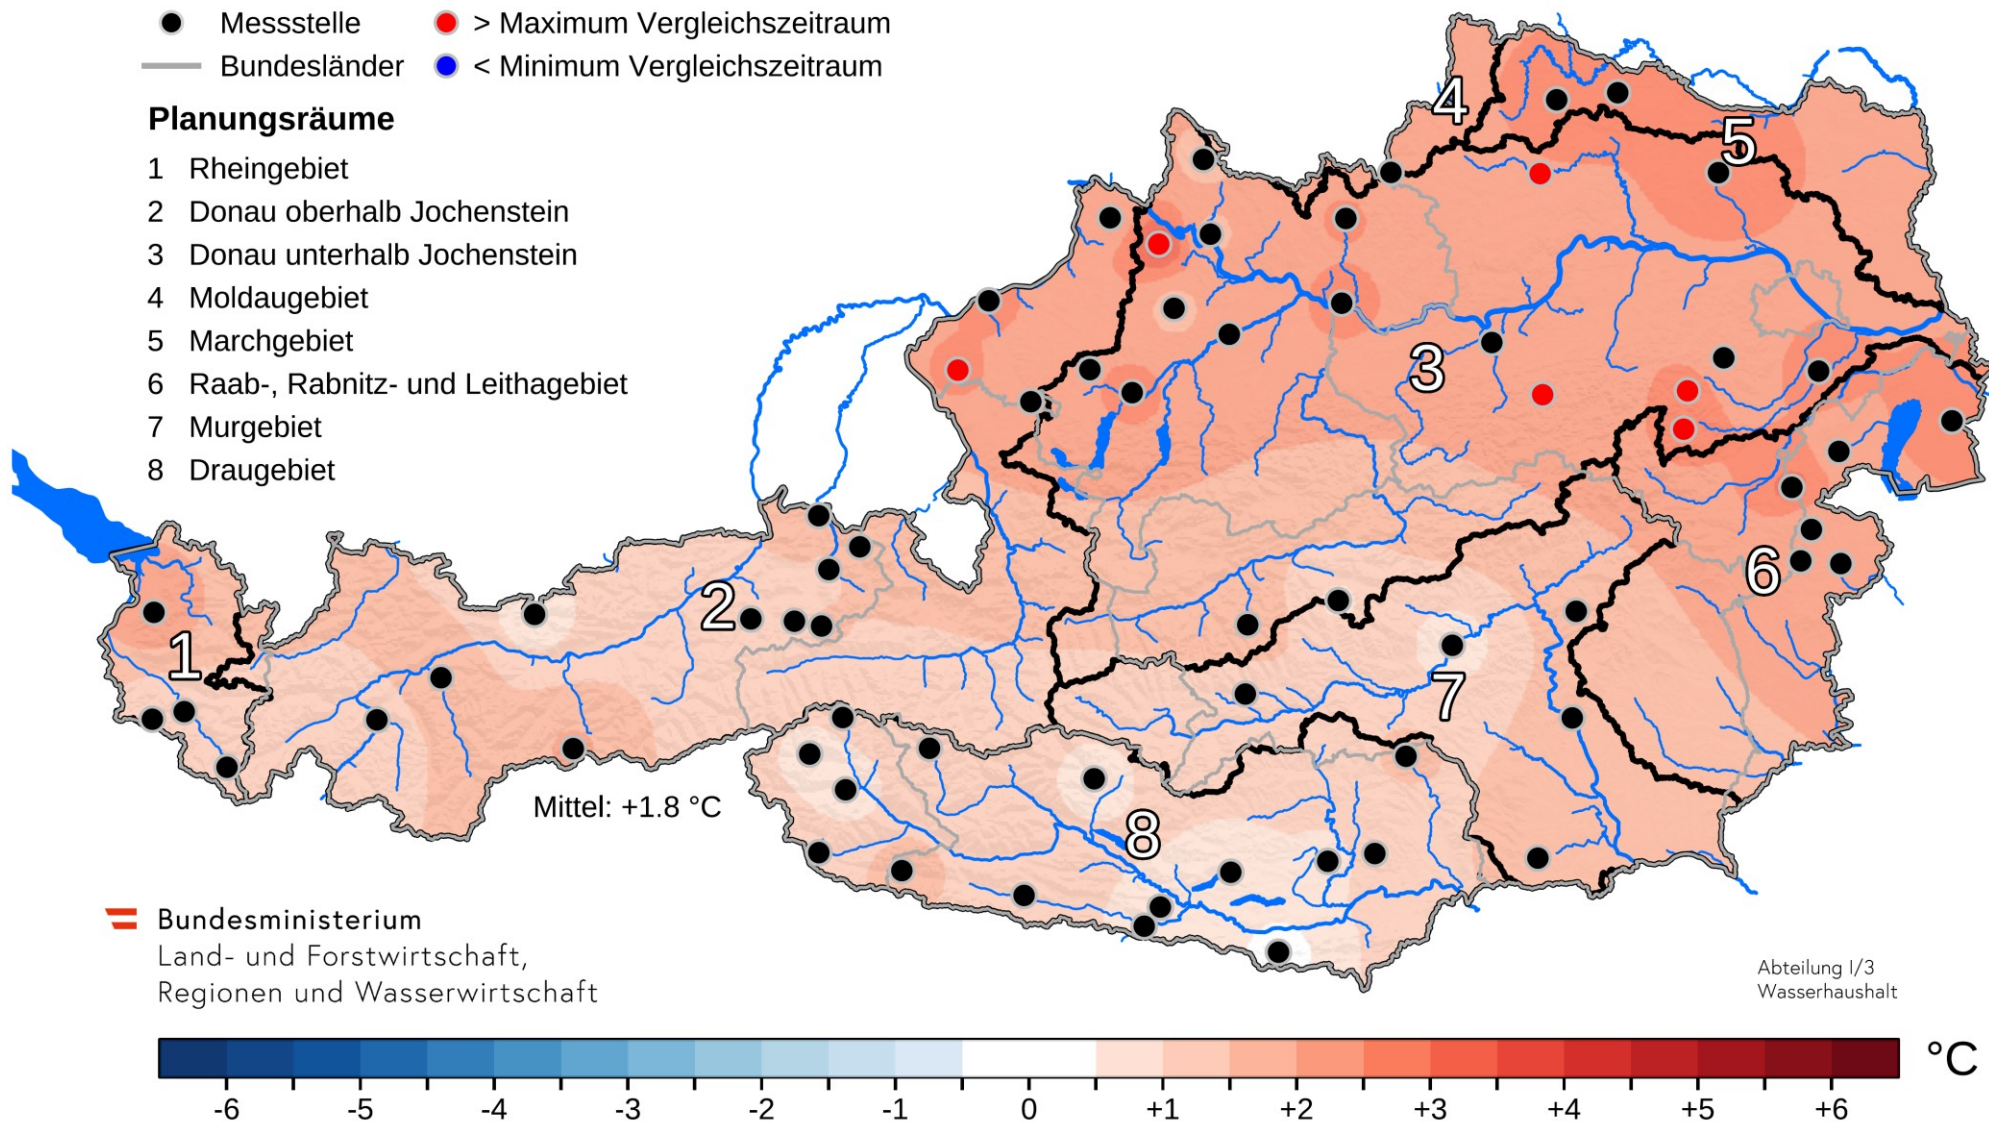 Messstelle
> Maximum Vergleichszeitraum
Bundesländer
< Minimum Vergleichszeitraum
Planungsräume
1 Rheingebiet
2 Donau oberhalb Jochenstein
3 Donau unterhalb Jochenstein
4 Moldaugebiet
5 Marchgebiet
6 Raab-, Rabnitz- und Leithagebiet
7 Murgebiet
8 Draugebiet
4
5
3
6
2
1
7
8
Mittel: +1.8 °C
Bundesministerium
Land- und Forstwirtschaft,
Regionen und Wasserwirtschaft
Abteilung I/3
Wasserhaushalt
°C
-6 -5 -4 -3 -2 -1 0 +1 +2 +3 +4 +5 +6